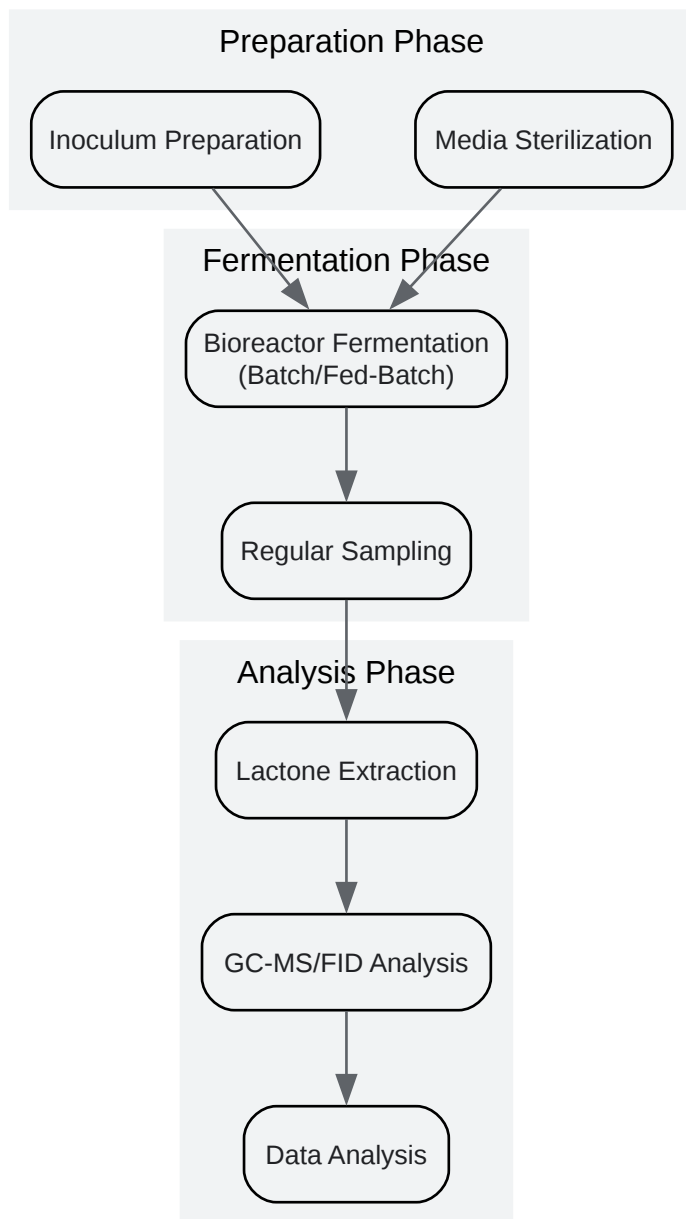 Preparation Phase
Inoculum Preparation
Media Sterilization
Fermentation Phase
Bioreactor Fermentation
(Batch/Fed-Batch)
Regular Sampling
Analysis Phase
Lactone Extraction
GC-MS/FID Analysis
Data Analysis